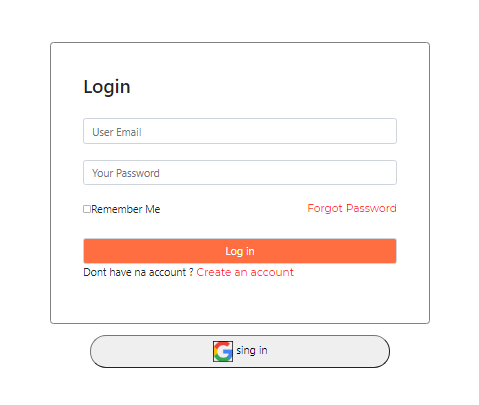 Login
User Email
Your Password
Remember Me Forgot Password
Log in
Dont have na account ? Create an account
sing in